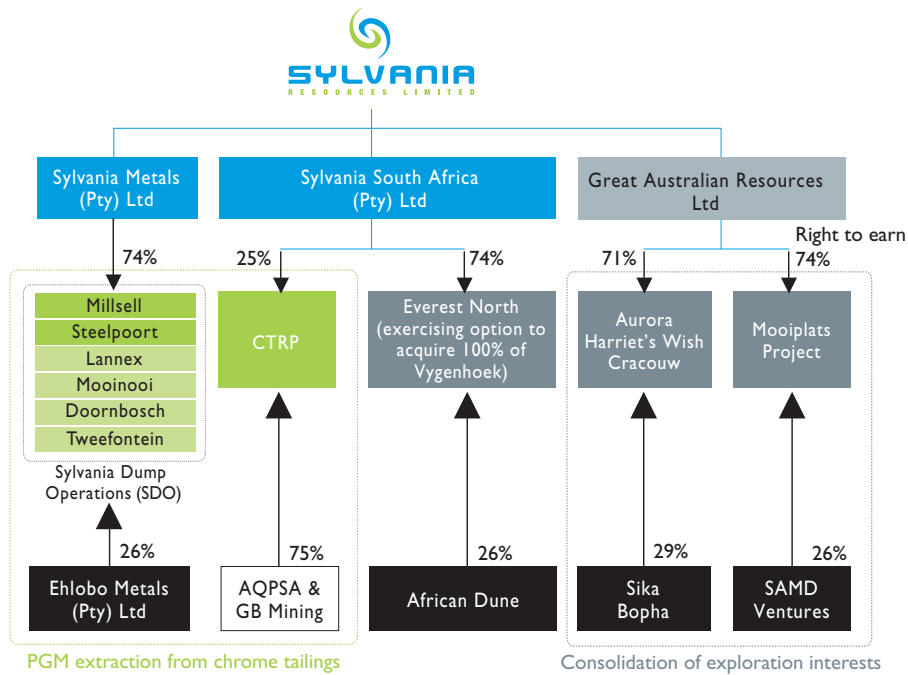 SYLVANIA
RESOURCES LIMITED
Sylvania Metals
(Pty) Ltd
Sylvania South Africa
(Pty) Ltd
Great Australian Resources
Ltd
Right to earn
74%
25%
74%
71%
74%
Millsell
Steelpoort
Lannex
Mooinooi
Doornbosch
Tweefontein
Sylvania Dump
Operations (SDO)
CTRP
Everest North
(exercising option to
acquire 100% of
Vygenhoek)
Aurora
Harriet's Wish
Cracouw
Mooiplats
Project
26%
75%
26%
29%
26%
Ehlobo Metals
(Pty) Ltd
AQPSA &
GB Mining
African Dune
Sika
Bopha
SAMD
Ventures
PGM extraction from chrome tailings
Consolidation of exploration interests